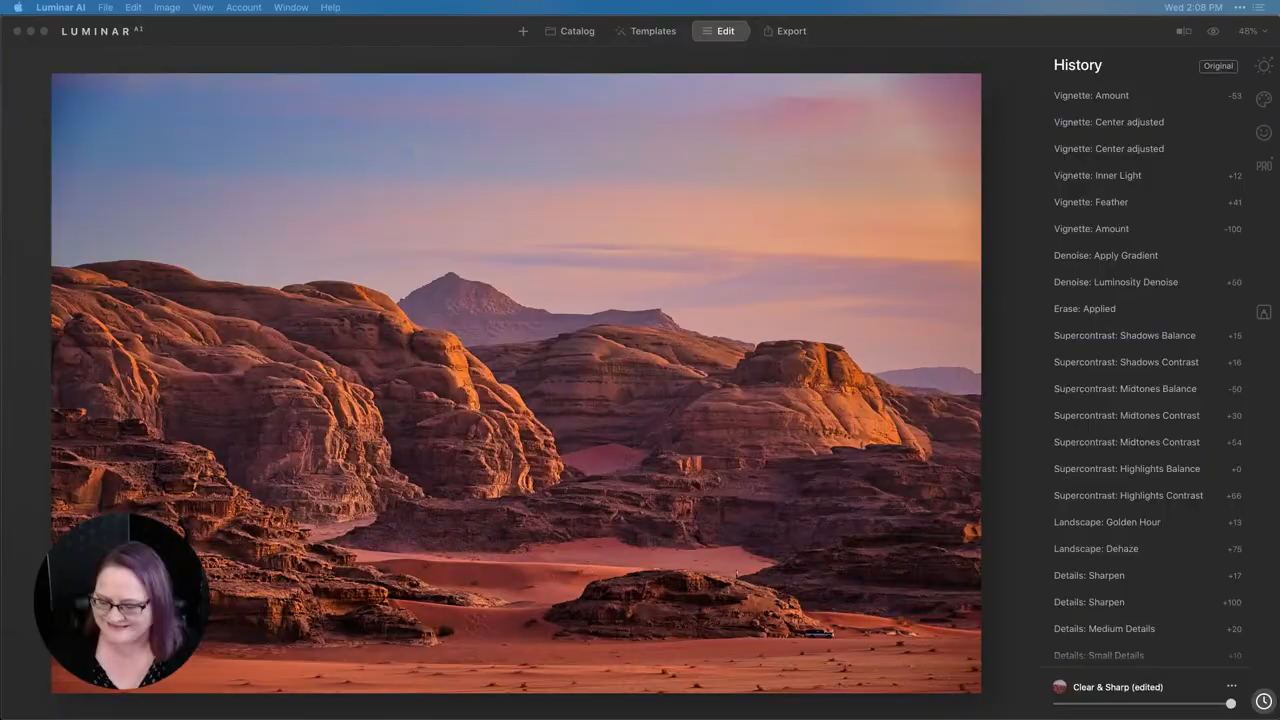 Luminar AI File Edit Image View Account Window Help Wed 2:08 PM
LUMINAR AI + Catalog Templates Edit Export 48%
History Original
Vignette: Amount -53
Vignette: Center adjusted
Vignette: Center adjusted
Vignette: Inner Light +12
Vignette: Feather +41
Vignette: Amount -100
Denoise: Apply Gradient
Denoise: Luminosity Denoise +50
Erase: Applied
Supercontrast: Shadows Balance +15
Supercontrast: Shadows Contrast +16
Supercontrast: Midtones Balance -50
Supercontrast: Midtones Contrast +30
Supercontrast: Midtones Contrast +54
Supercontrast: Highlights Balance +0
Supercontrast: Highlights Contrast +66
Landscape: Golden Hour +13
Landscape: Dehaze +75
Details: Sharpen +17
Details: Sharpen +100
Details: Medium Details +20
Details: Small Details +10
Clear & Sharp (edited)
PRO